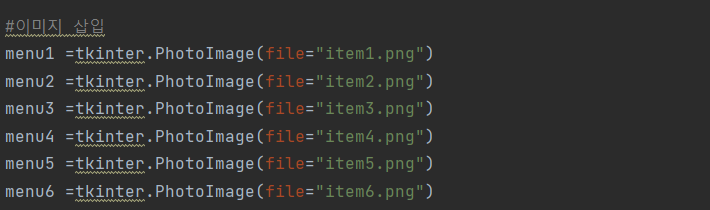 #이미지 삽입
menu1 =tkinter.PhotoImage(file="item1.png")
menu2 =tkinter.PhotoImage(file="item2.png")
menu3 =tkinter.PhotoImage(file="item3.png")
menu4 =tkinter.PhotoImage(file="item4.png")
menu5 =tkinter.PhotoImage(file="item5.png")
menu6 =tkinter.PhotoImage(file="item6.png")